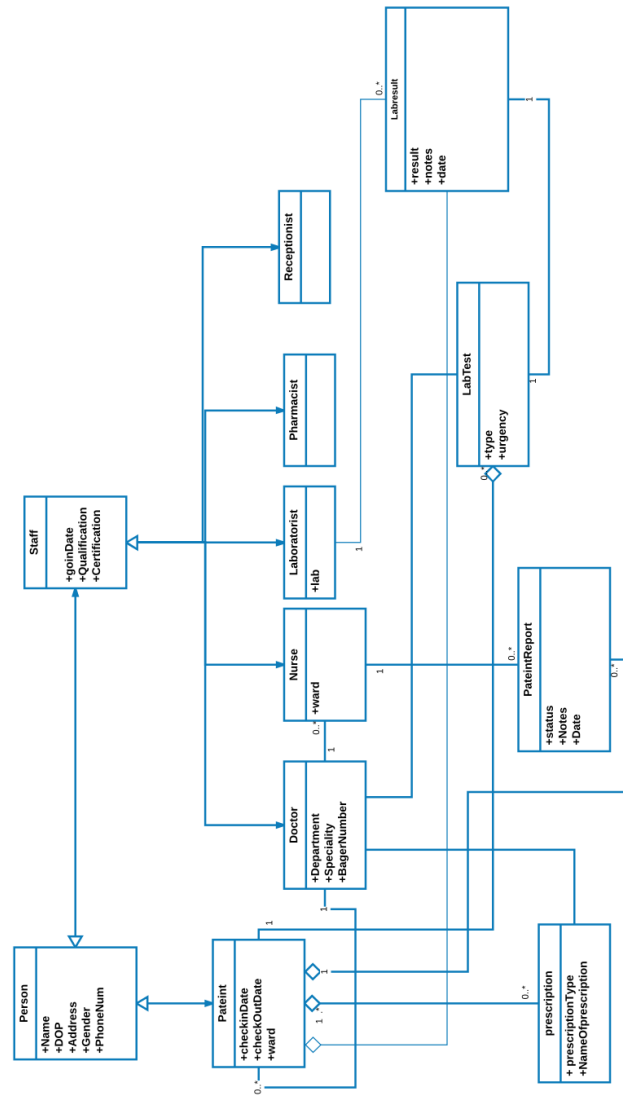 Person
+Name
+DOP
+Address
+Gender
+PhoneNum
Staff
+goinDate
+Qualification
+Certification
Pateint
+checkinDate
+checkOutDate
+ward
0..*
1
1
1..*
Doctor
+Department
+Speciality
+BagerNumber
1
1
Nurse
+ward
0..*
1
Laboratorist
+lab
1
Pharmacist
Receptionist
Labresult
+result
+notes
+date
0..*
1
LabTest
+type
+urgency
0..*
1
PateintReport
+status
+Notes
+Date
0..*
0..*
prescription
+ prescriptionType
+NameOfprescription
0..*